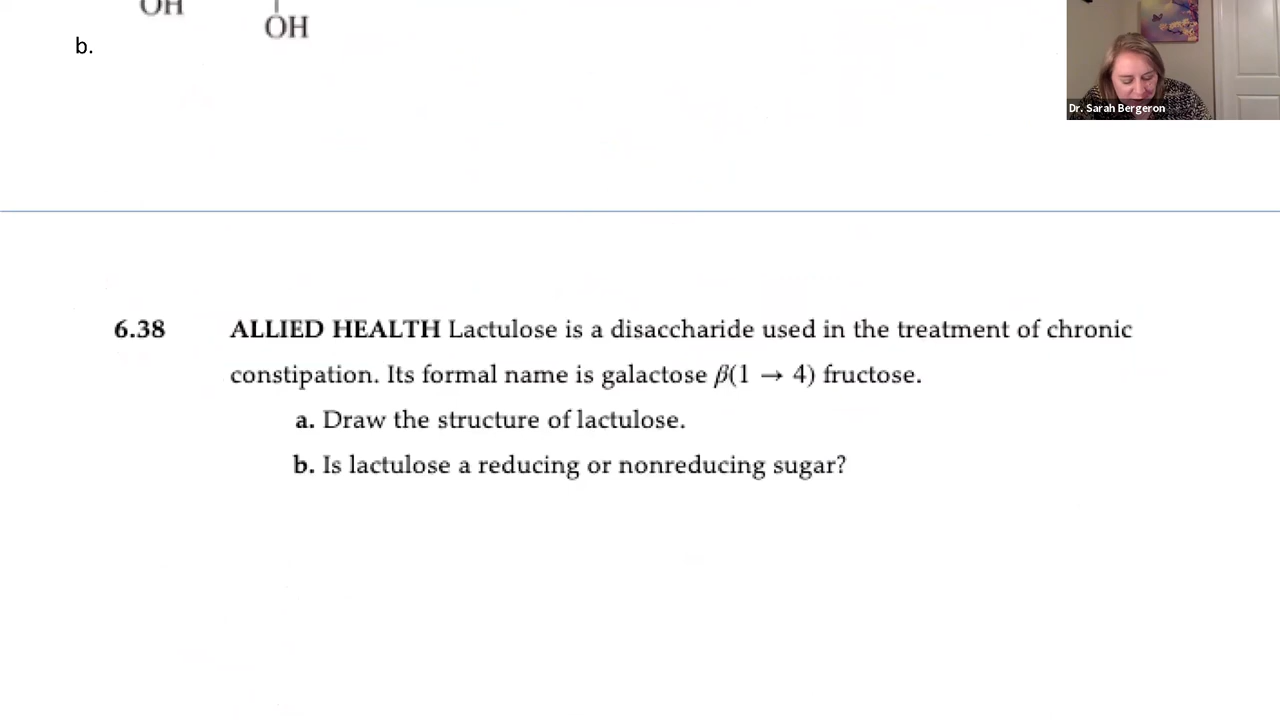 OH
OH
b.
Dr. Sarah Bergeron
6.38 ALLIED HEALTH Lactulose is a disaccharide used in the treatment of chronic
constipation. Its formal name is galactose β(1 → 4) fructose.
a. Draw the structure of lactulose.
b. Is lactulose a reducing or nonreducing sugar?